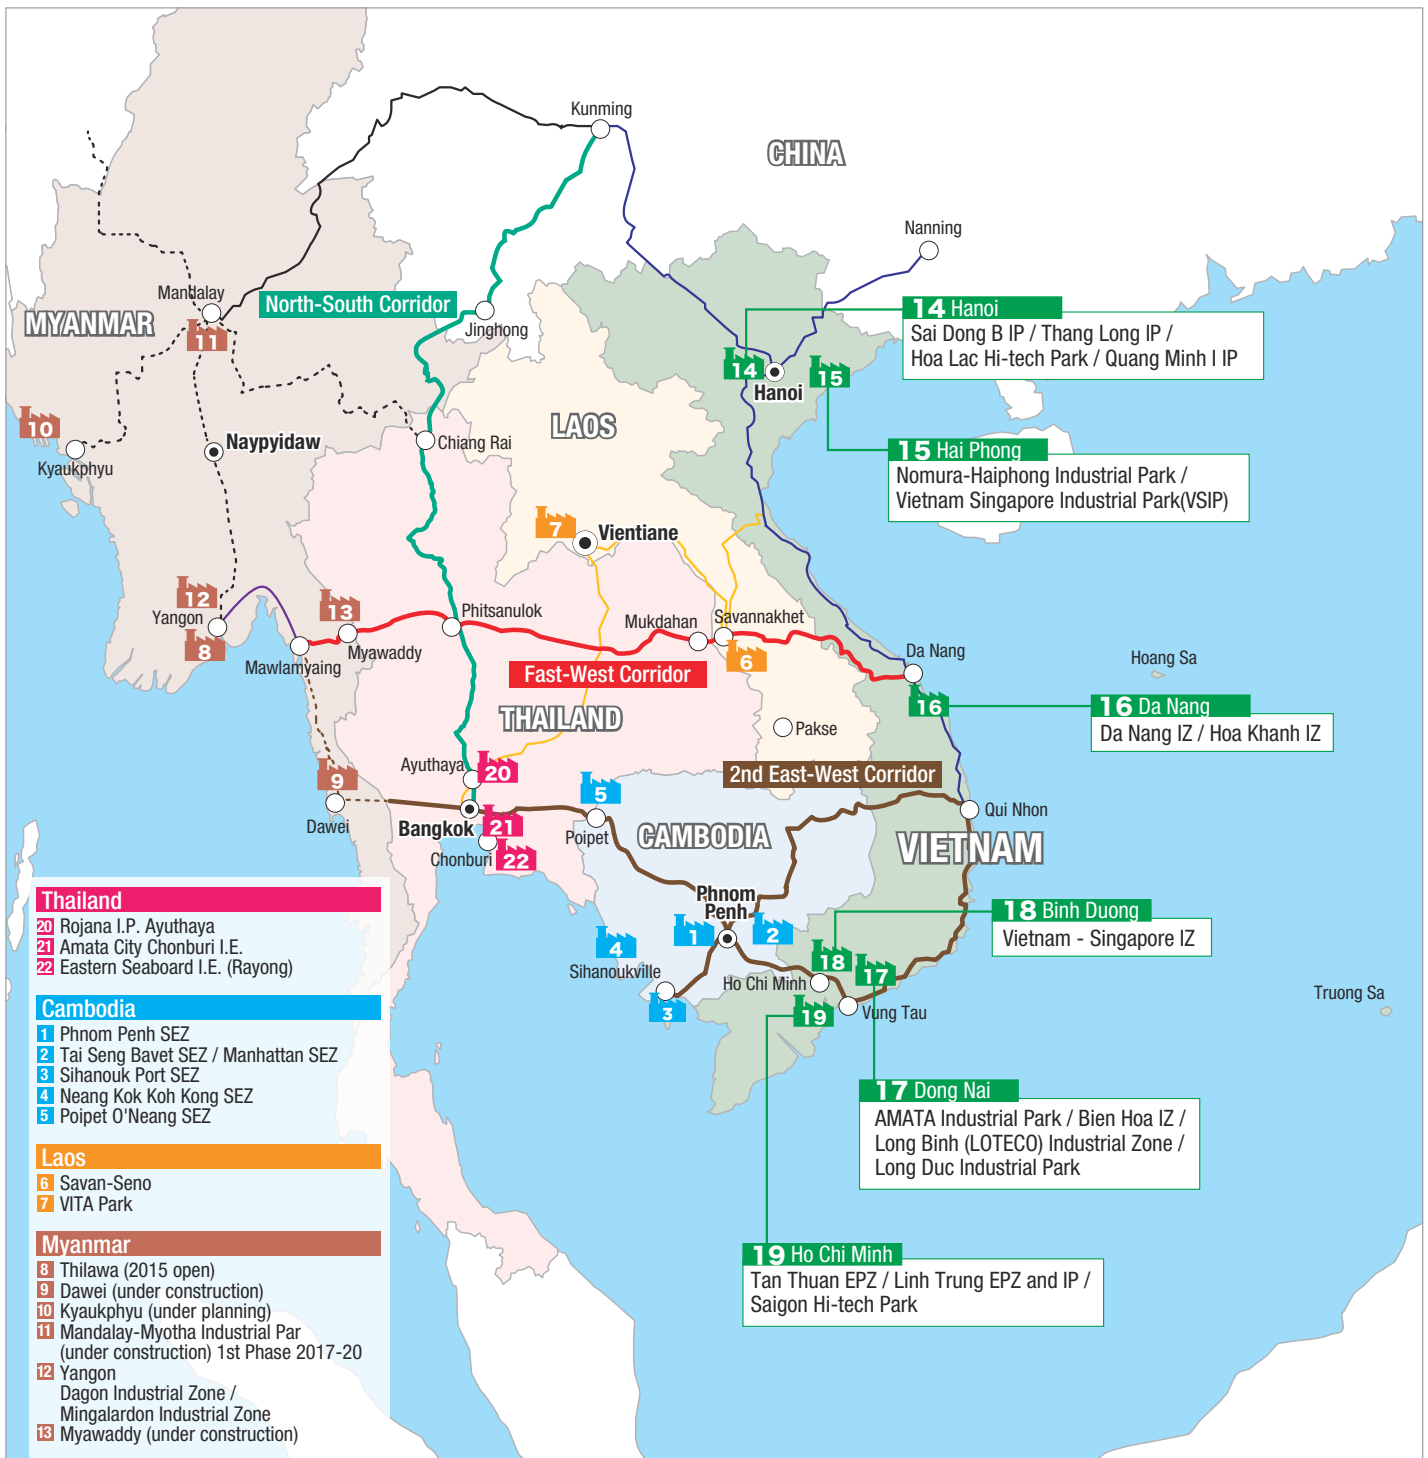 Kunming
CHINA
Nanning
Mandalay
North-South Corridor
MYANMAR
11
Jinghong
14 Hanoi
Sai Dong B IP / Thang Long IP /
Hoa Lac Hi-tech Park / Quang Minh I IP
14
15
Hanoi
10
LAOS
Naypyidaw
Chiang Rai
Kyaukphyu
15 Hai Phong
Nomura-Haiphong Industrial Park /
Vietnam Singapore Industrial Park(VSIP)
7
Vientiane
12
Yangon
8
13
Phitsanulok
Mukdahan
Savannakhet
Mawlamyaing
Myawaddy
6
Da Nang
Hoang Sa
Fast-West Corridor
THAILAND
16
16 Da Nang
Da Nang IZ / Hoa Khanh IZ
Pakse
Ayuthaya
20
2nd East-West Corridor
9
5
Dawei
Bangkok
21
Poipet
CAMBODIA
Qui Nhon
VIETNAM
Chonburi
22
Phnom
Penh
1
2
4
18 Binh Duong
Vietnam - Singapore IZ
Sihanoukville
3
18
17
Ho Chi Minh
19
Vung Tau
Truong Sa
17 Dong Nai
AMATA Industrial Park / Bien Hoa IZ /
Long Binh (LOTECO) Industrial Zone /
Long Duc Industrial Park
19 Ho Chi Minh
Tan Thuan EPZ / Linh Trung EPZ and IP /
Saigon Hi-tech Park
Thailand
20 Rojana I.P. Ayuthaya
21 Amata City Chonburi I.E.
22 Eastern Seaboard I.E. (Rayong)
Cambodia
1 Phnom Penh SEZ
2 Tai Seng Bavet SEZ / Manhattan SEZ
3 Sihanouk Port SEZ
4 Neang Kok Koh Kong SEZ
5 Poipet O'Neang SEZ
Laos
6 Savan-Seno
7 VITA Park
Myanmar
8 Thilawa (2015 open)
9 Dawei (under construction)
10 Kyaukphyu (under planning)
11 Mandalay-Myotha Industrial Par
(under construction) 1st Phase 2017-20
12 Yangon
Dagon Industrial Zone /
Mingalardon Industrial Zone
13 Myawaddy (under construction)